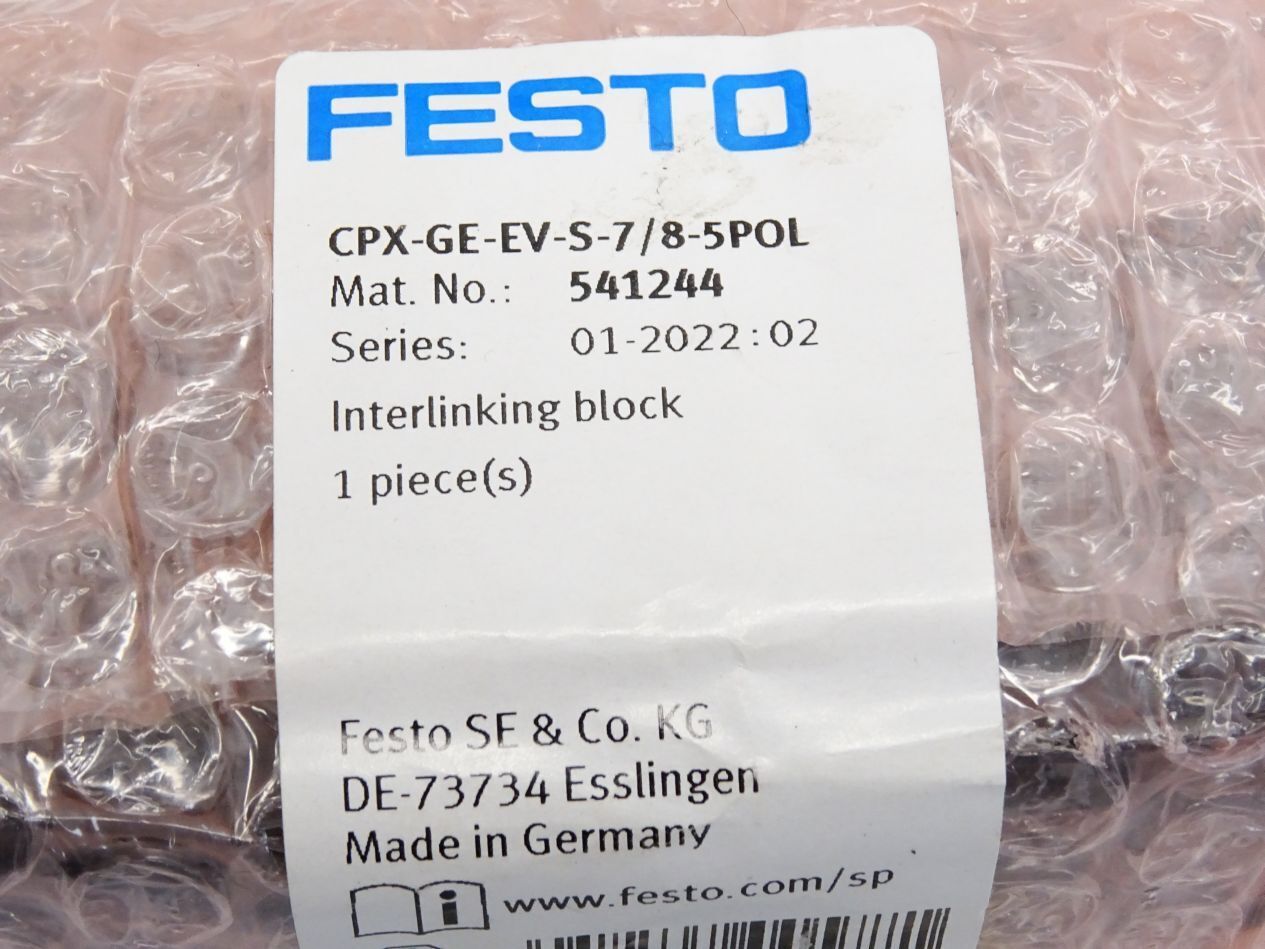 FESTO
CPX-GE-EV-S-7/8-5POL
Mat. No.: 541244
Series: 01-2022:02
Interlinking block
1 piece(s)
Festo SE & Co. KG
DE-73734 Esslingen
Made in Germany
www.festo.com/sp